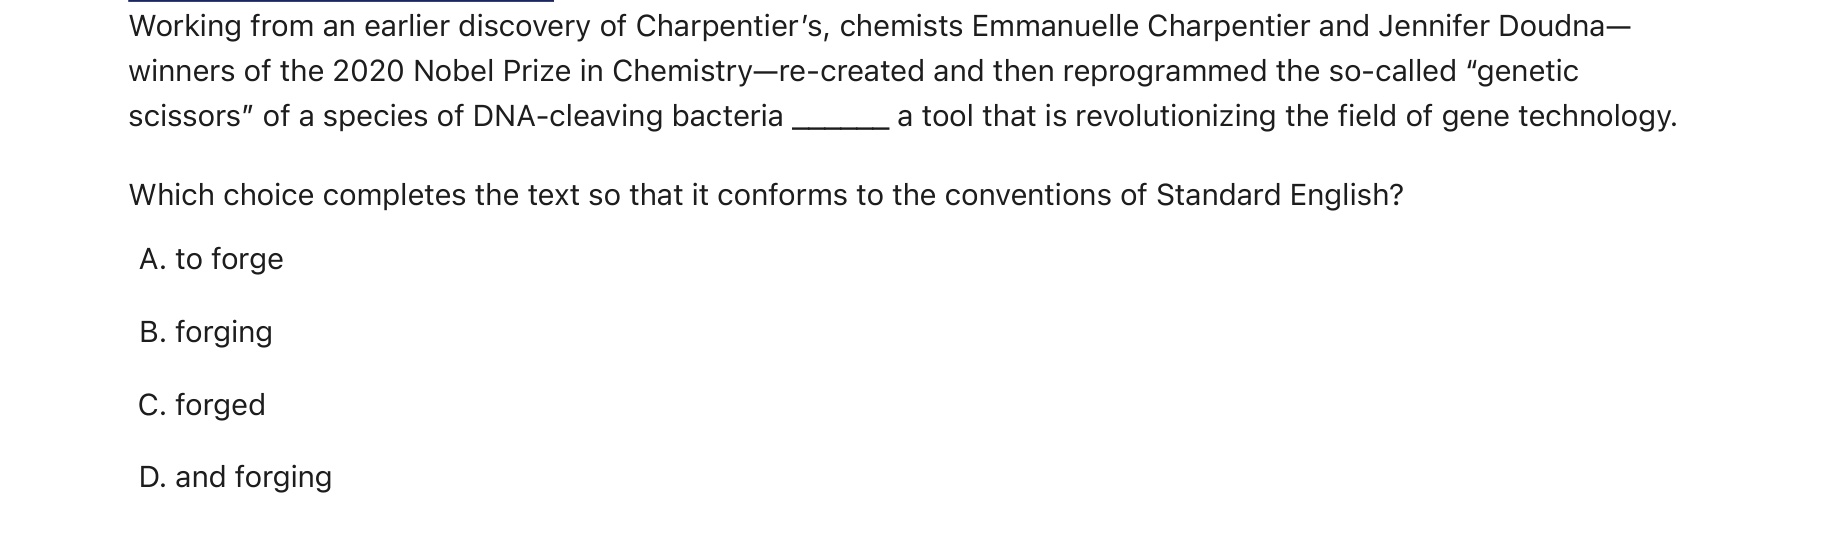 Working from an earlier discovery of Charpentier’s, chemists Emmanuelle Charpentier and Jennifer Doudna—
winners of the 2020 Nobel Prize in Chemistry—re-created and then reprogrammed the so-called “genetic
scissors” of a species of DNA-cleaving bacteria ______ a tool that is revolutionizing the field of gene technology.
Which choice completes the text so that it conforms to the conventions of Standard English?
A. to forge
B. forging
C. forged
D. and forging